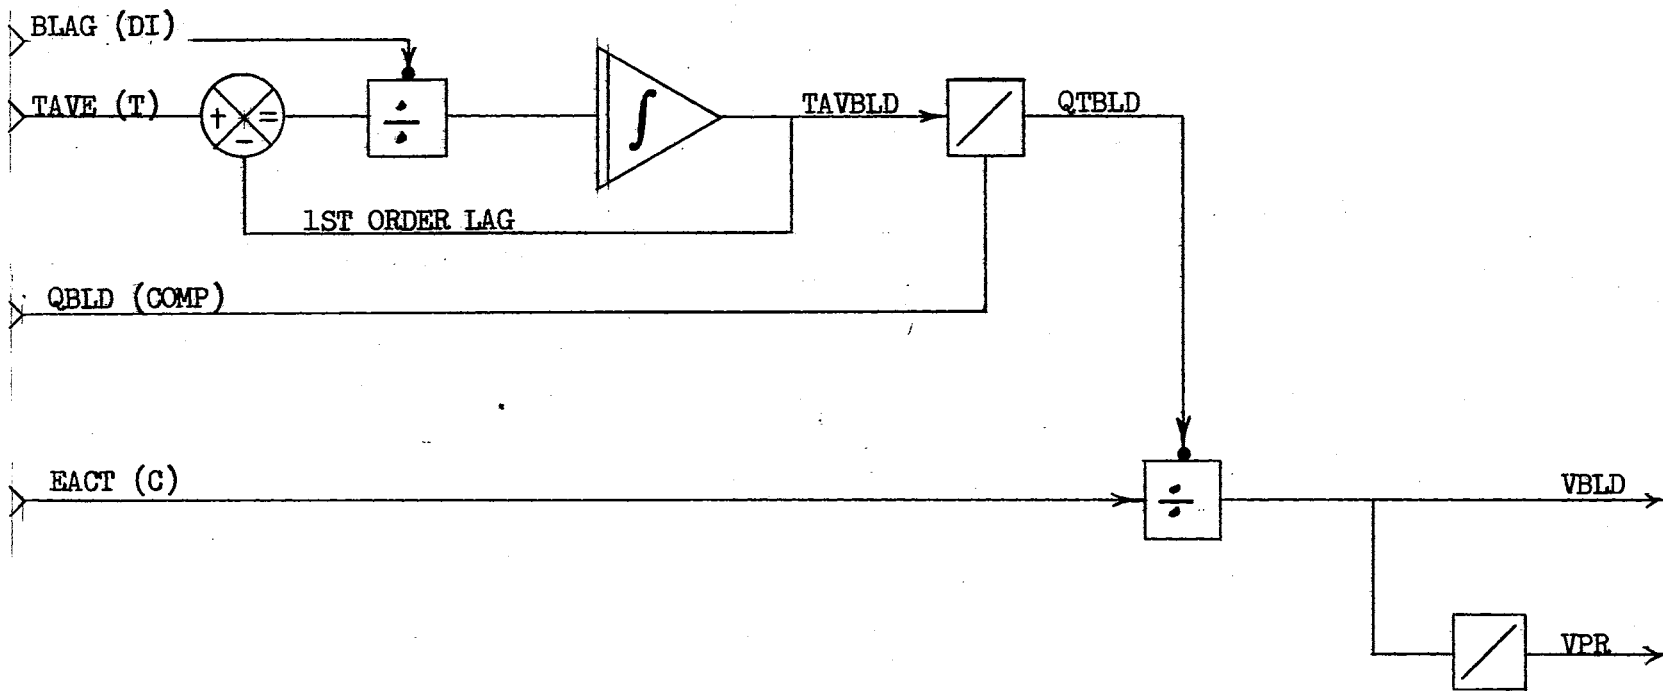 BLAG (DI)
TAVE (T)
+
=
-
÷
∫
TAVBLD
QTBLD
1ST ORDER LAG
QBLD (COMP)
EACT (C)
÷
VBLD
VPR